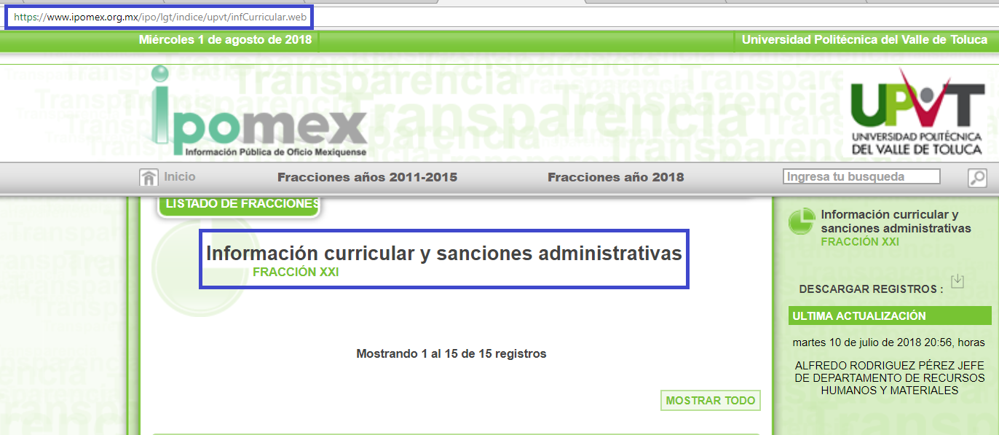 https://www.ipomex.org.mx/ipo/lgt/indice/upvt/infCurricular.web
Miércoles 1 de agosto de 2018
Universidad Politécnica del Valle de Toluca
Transparencia
ipomex
Información Pública de Oficio Mexiquense
UPVT
UNIVERSIDAD POLITÉCNICA
DEL VALLE DE TOLUCA
Inicio
Fracciones años 2011-2015
Fracciones año 2018
Ingresa tu busqueda
LISTADO DE FRACCIONES
Información curricular y sanciones administrativas
FRACCIÓN XXI
Mostrando 1 al 15 de 15 registros
MOSTRAR TODO
Información curricular y
sanciones administrativas
FRACCIÓN XXI
DESCARGAR REGISTROS :
ULTIMA ACTUALIZACIÓN
martes 10 de julio de 2018 20:56, horas
ALFREDO RODRIGUEZ PÉREZ JEFE
DE DEPARTAMENTO DE RECURSOS
HUMANOS Y MATERIALES